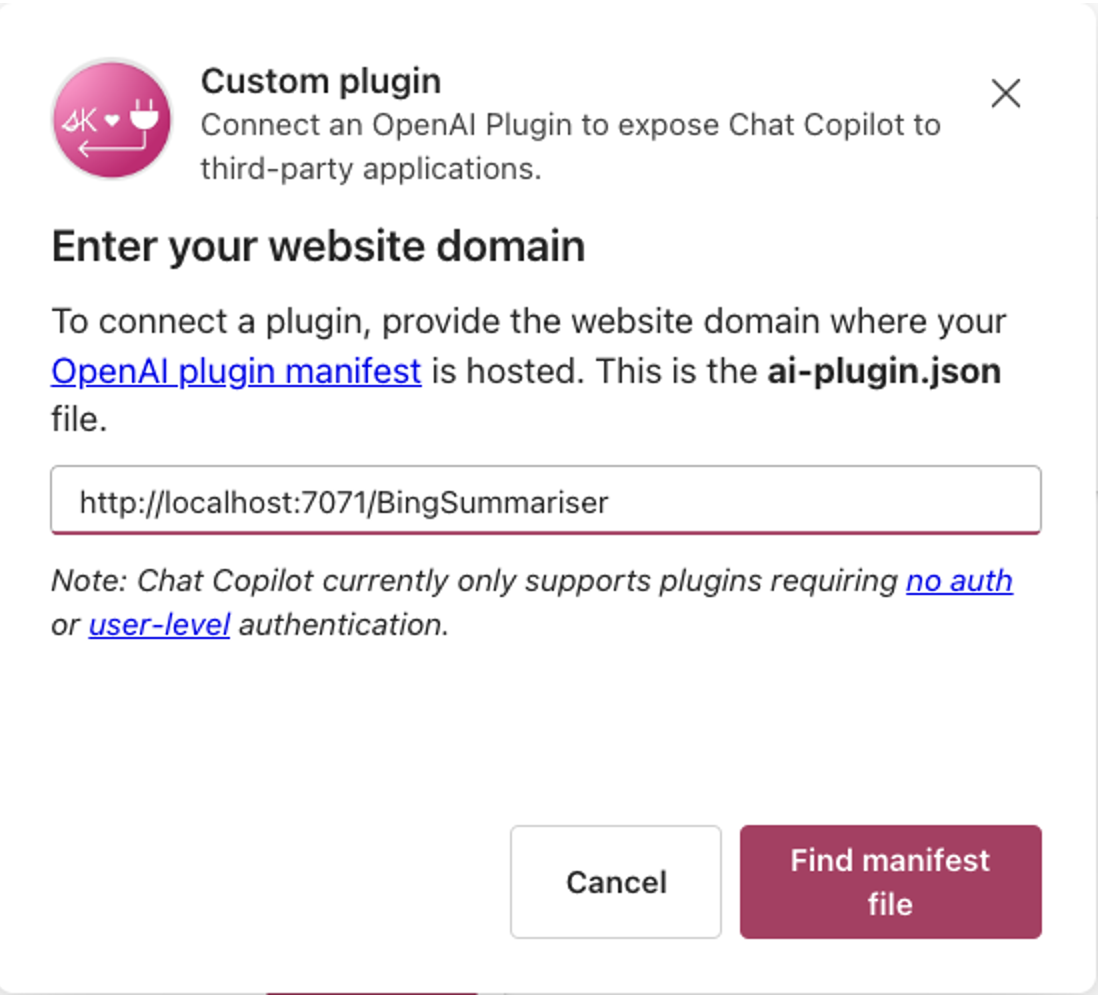 sK
Custom plugin
Connect an OpenAI Plugin to expose Chat Copilot to
third-party applications.
Enter your website domain
To connect a plugin, provide the website domain where your
OpenAI plugin manifest is hosted. This is the ai-plugin.json
file.
http://localhost:7071/BingSummariser
Note: Chat Copilot currently only supports plugins requiring no auth
or user-level authentication.
Cancel
Find manifest
file